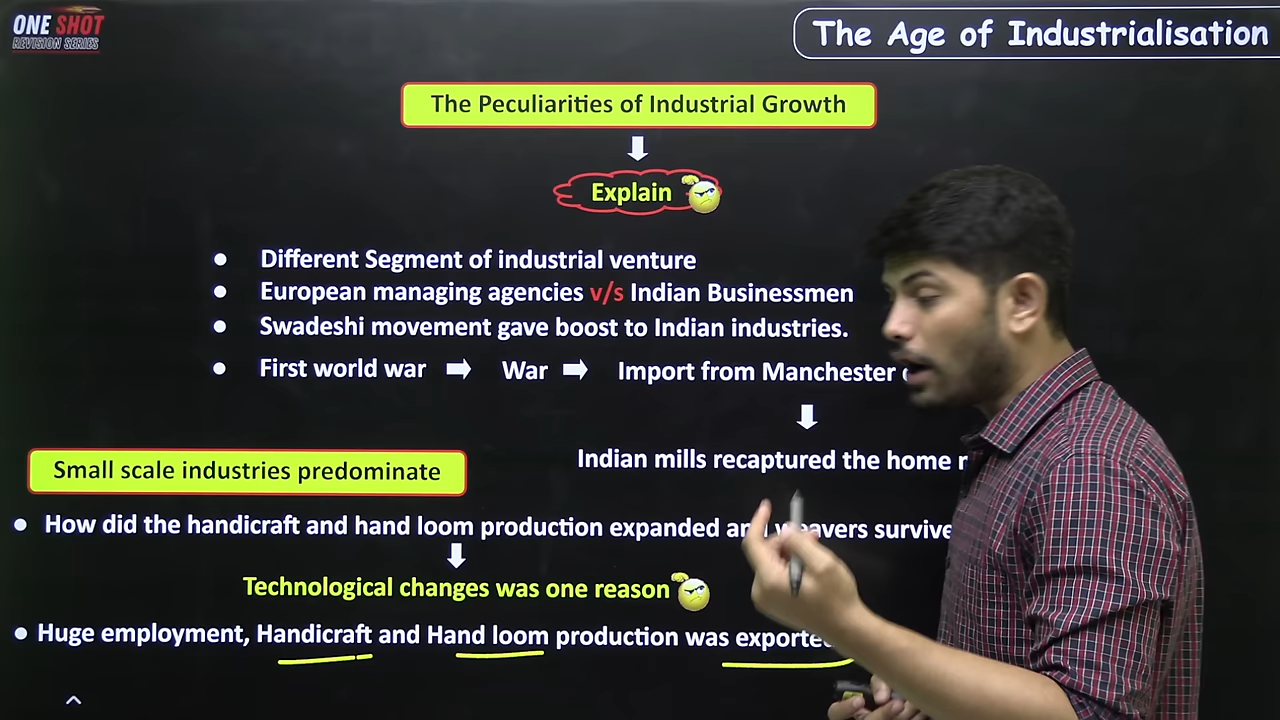 ONE SHOT
REVISION SERIES
The Age of Industrialisation
The Peculiarities of Industrial Growth
Explain
● Different Segment of industrial venture
● European managing agencies v/s Indian Businessmen
● Swadeshi movement gave boost to Indian industries.
● First world war ➡ War ➡ Import from Manchester
Indian mills recaptured the home
Small scale industries predominate
● How did the handicraft and hand loom production expanded and weavers survive
Technological changes was one reason
● Huge employment, Handicraft and Hand loom production was exported